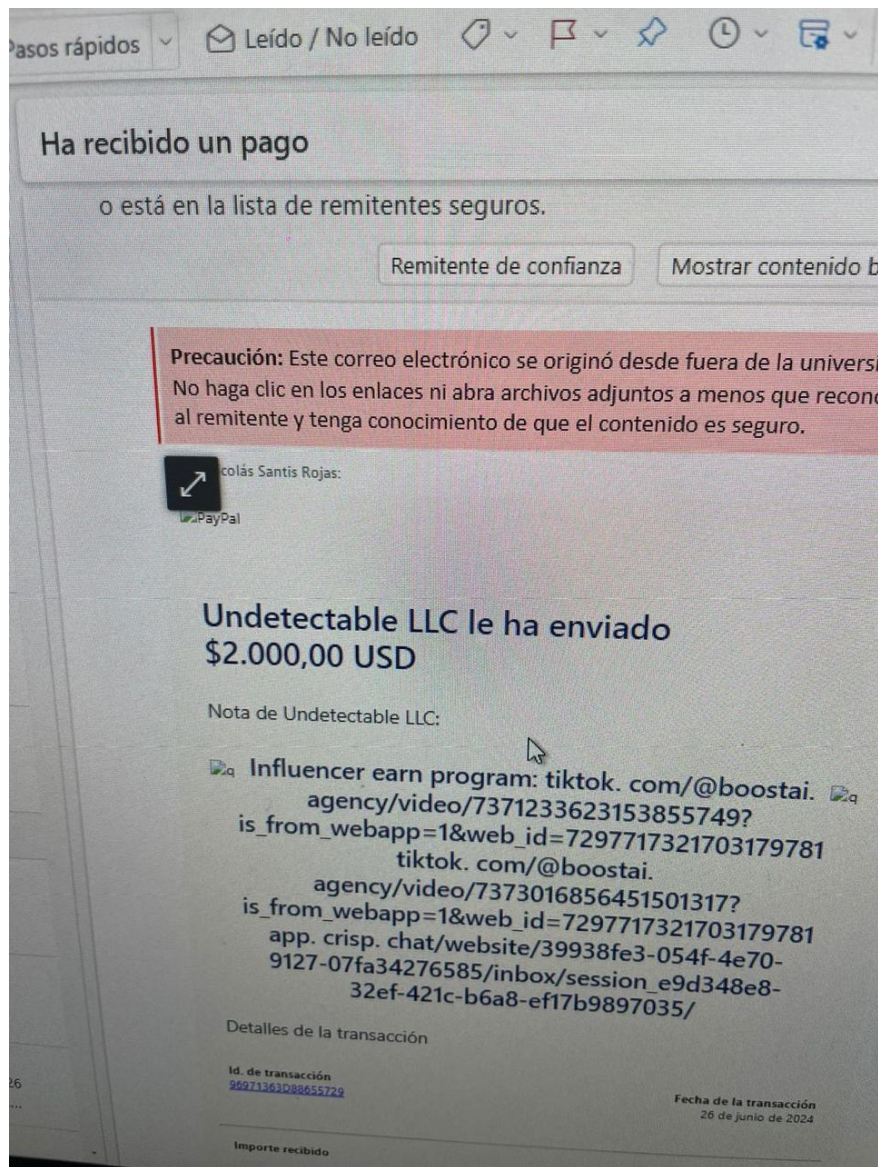 Pasos rápidos
Leído / No leído
Ha recibido un pago
o está en la lista de remitentes seguros.
Remitente de confianza
Mostrar contenido b
Precaución: Este correo electrónico se originó desde fuera de la universi
No haga clic en los enlaces ni abra archivos adjuntos a menos que recono
al remitente y tenga conocimiento de que el contenido es seguro.
colás Santis Rojas:
PayPal
Undetectable LLC le ha enviado
$2.000,00 USD
Nota de Undetectable LLC:
q Influencer earn program: tiktok. com/@boostai. q
agency/video/7371233623153855749?
is_from_webapp=1&web_id=7297717321703179781
tiktok. com/@boostai.
agency/video/7373016856451501317?
is_from_webapp=1&web_id=7297717321703179781
app. crisp. chat/website/39938fe3-054f-4e70-
9127-07fa34276585/inbox/session_e9d348e8-
32ef-421c-b6a8-ef17b9897035/
Detalles de la transacción
Id. de transacción
96971363D88655729
Fecha de la transacción
26 de junio de 2024
Importe recibido
26
...